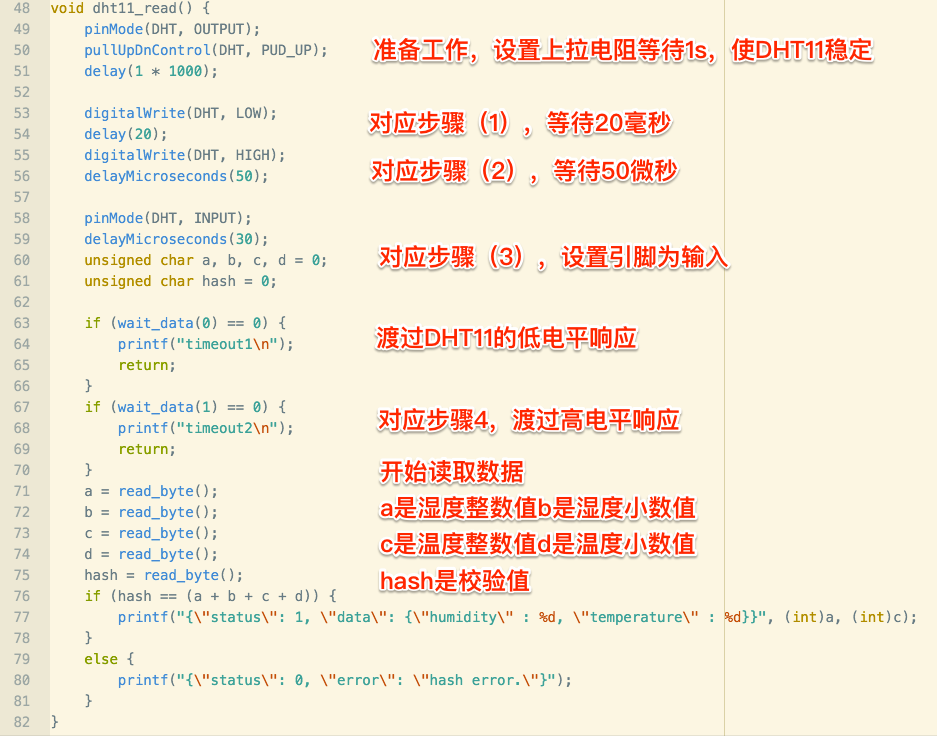 48 void dht11_read() {
49 pinMode(DHT, OUTPUT);
50 pullUpDnControl(DHT, PUD_UP);
准备工作，设置上拉电阻等待1s，使DHT11稳定
51 delay(1 * 1000);
52
53 digitalWrite(DHT, LOW);
对应步骤（1），等待20毫秒
54 delay(20);
55 digitalWrite(DHT, HIGH);
对应步骤（2），等待50微秒
56 delayMicroseconds(50);
57
58 pinMode(DHT, INPUT);
59 delayMicroseconds(30);
60 unsigned char a, b, c, d = 0;
对应步骤（3），设置引脚为输入
61 unsigned char hash = 0;
62
63 if (wait_data(0) == 0) {
64 printf("timeout1\n");
渡过DHT11的低电平响应
65 return;
66 }
67 if (wait_data(1) == 0) {
68 printf("timeout2\n");
对应步骤4，渡过高电平响应
69 return;
70 }
开始读取数据
71 a = read_byte();
72 b = read_byte();
a是湿度整数值b是湿度小数值
73 c = read_byte();
74 d = read_byte();
c是温度整数值d是温度小数值
75 hash = read_byte();
hash是校验值
76 if (hash == (a + b + c + d)) {
77 printf("{\"status\": 1, \"data\": {\"humidity\" : %d, \"temperature\" : %d}}", (int)a, (int)c);
78 }
79 else {
80 printf("{\"status\": 0, \"error\": \"hash error.\"}");
81 }
82 }